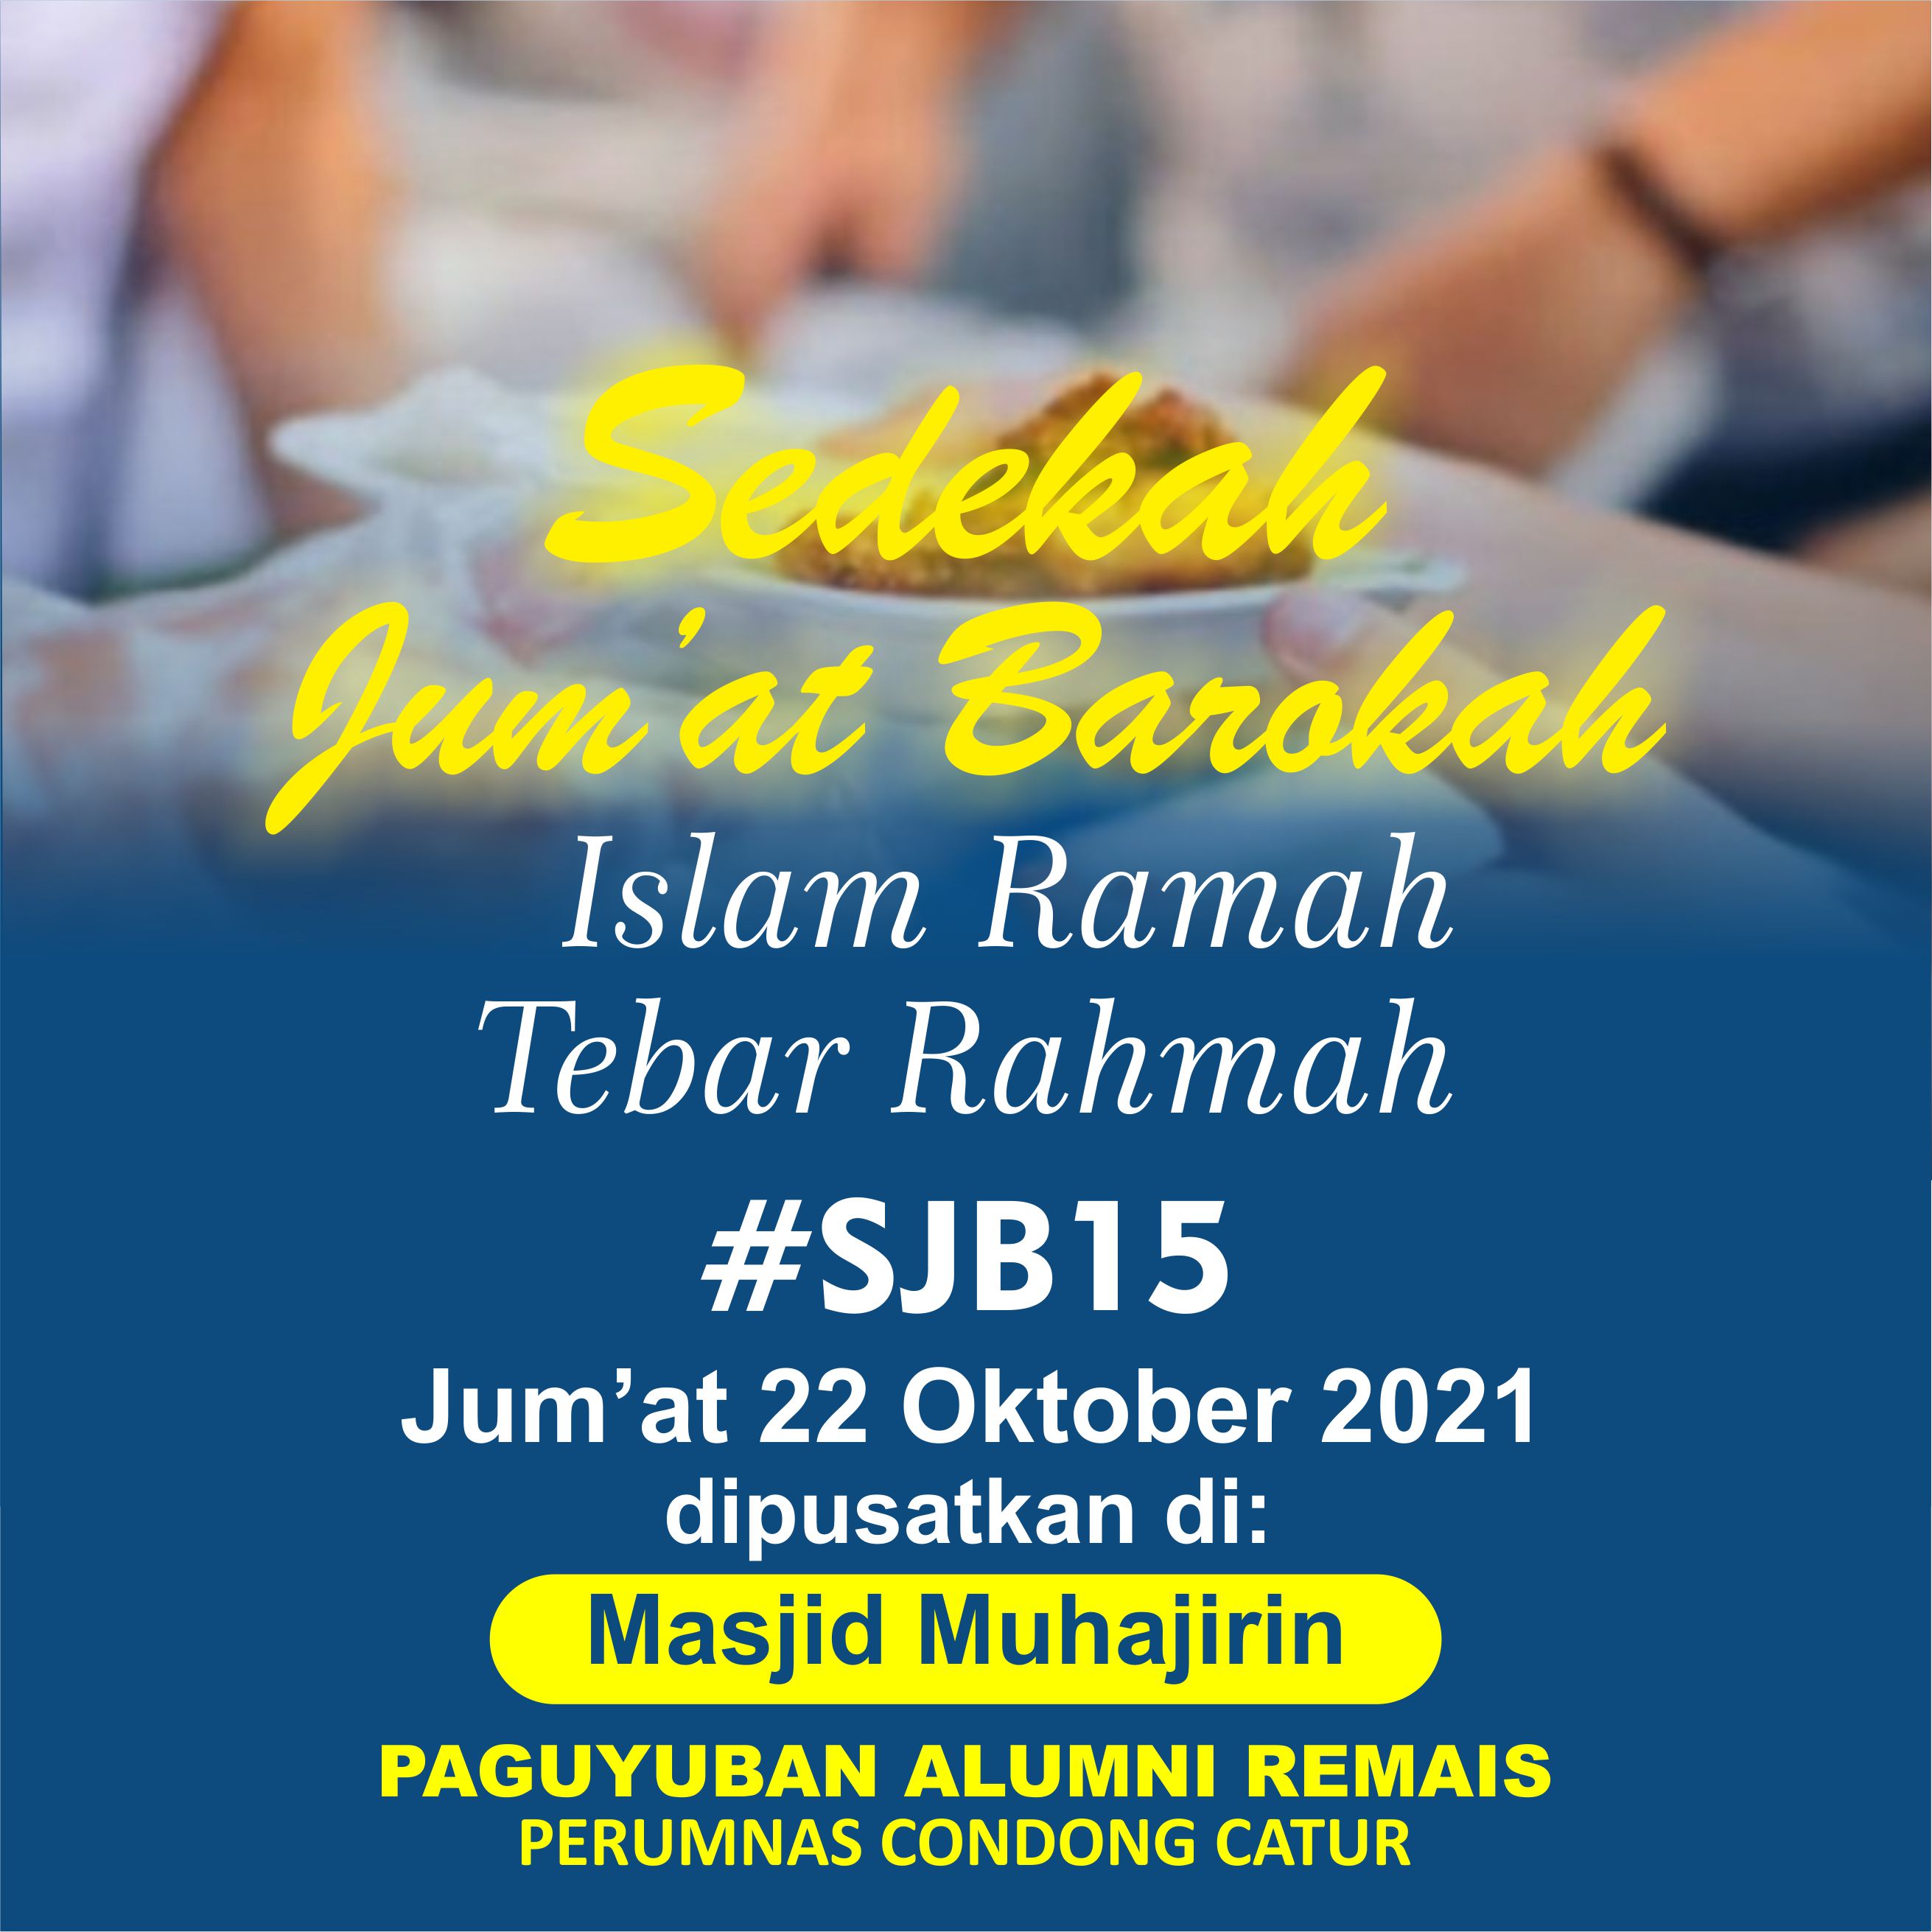 Sedekah
Jum’at Barokah
Islam Ramah
Tebar Rahmah
#SJB15
Jum’at 22 Oktober 2021
dipusatkan di:
Masjid Muhajirin
PAGUYUBAN ALUMNI REMAIS
PERUMNAS CONDONG CATUR